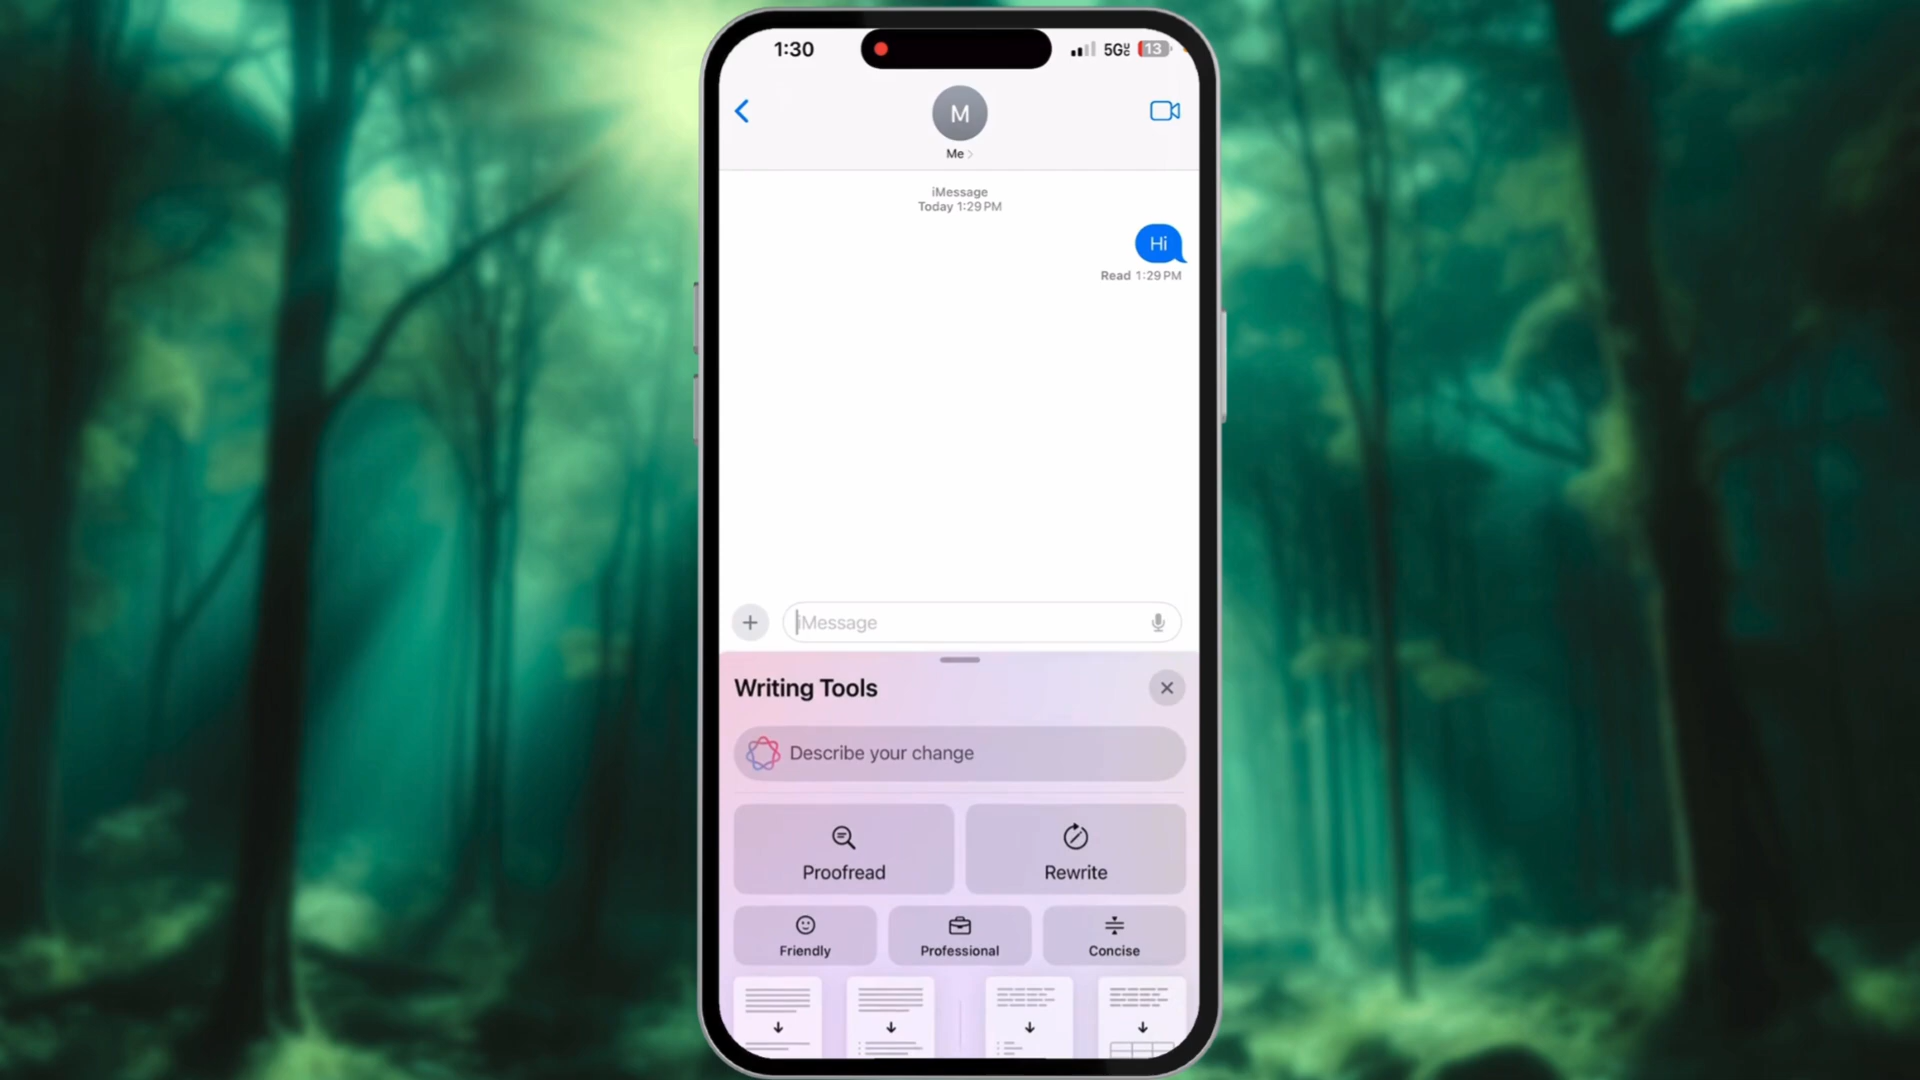 1:30
5G
13
M
Me
iMessage
Today 1:29 PM
Hi
Read 1:29 PM
iMessage
Writing Tools
Describe your change
Proofread
Rewrite
Friendly
Professional
Concise